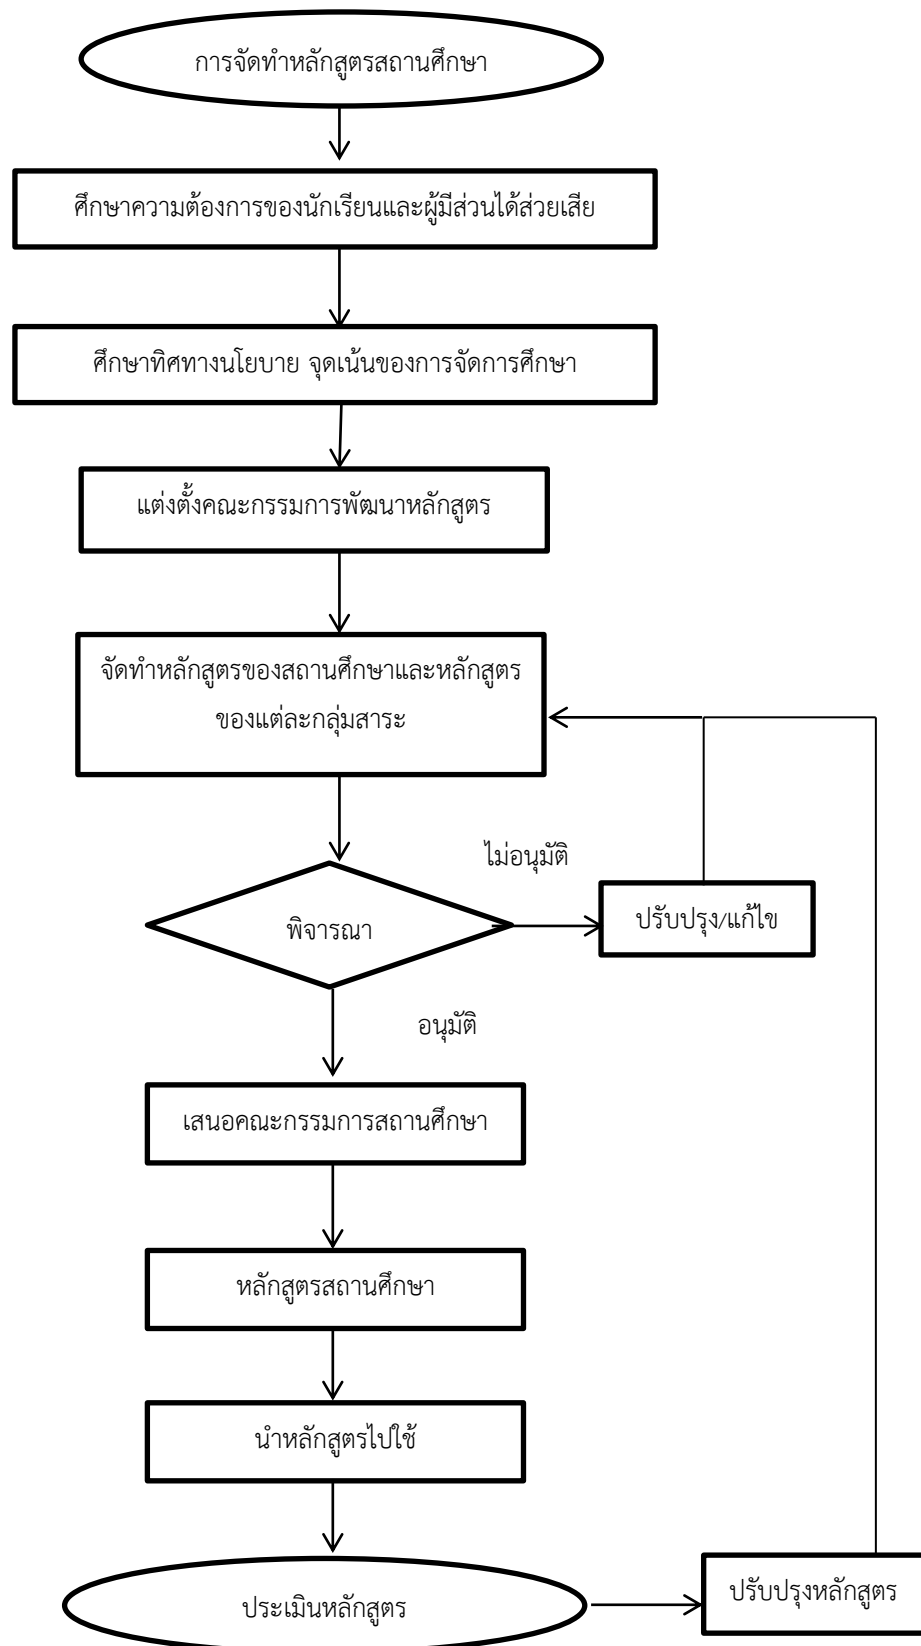 การจัดทำหลักสูตรสถานศึกษา
ศึกษาความต้องการของนักเรียนและผู้มีส่วนได้ส่วยเสีย
ศึกษาทิศทางนโยบาย จุดเน้นของการจัดการศึกษา
แต่งตั้งคณะกรรมการพัฒนาหลักสูตร
จัดทำหลักสูตรของสถานศึกษาและหลักสูตร
ของแต่ละกลุ่มสาระ
ไม่อนุมัติ
พิจารณา
ปรับปรุง/แก้ไข
อนุมัติ
เสนอคณะกรรมการสถานศึกษา
หลักสูตรสถานศึกษา
นำหลักสูตรไปใช้
ประเมินหลักสูตร
ปรับปรุงหลักสูตร